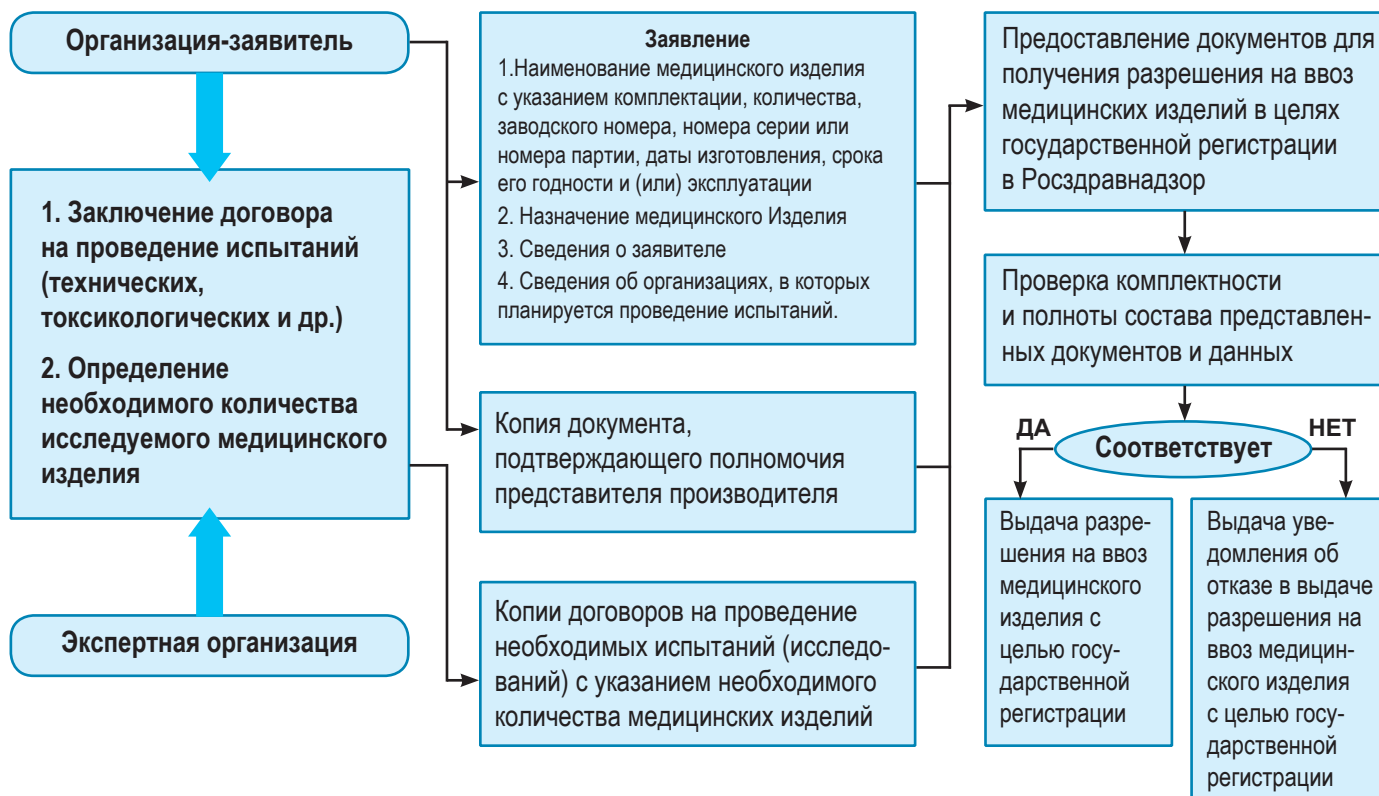 Организация-заявитель
1. Заключение договора
на проведение испытаний
(технических,
токсикологических и др.)
2. Определение
необходимого количества
исследуемого медицинского
изделия
Экспертная организация
Заявление
1.Наименование медицинского изделия
с указанием комплектации, количества,
заводского номера, номера серии или
номера партии, даты изготовления, срока
его годности и (или) эксплуатации
2. Назначение медицинского Изделия
3. Сведения о заявителе
4. Сведения об организациях, в которых
планируется проведение испытаний.
Копия документа,
подтверждающего полномочия
представителя производителя
Копии договоров на проведение
необходимых испытаний (исследо-
ваний) с указанием необходимого
количества медицинских изделий
Предоставление документов для
получения разрешения на ввоз
медицинских изделий в целях
государственной регистрации
в Росздравнадзор
Проверка комплектности
и полноты состава представлен-
ных документов и данных
ДА
Соответствует
НЕТ
Выдача разре-
шения на ввоз
медицинского
изделия с
целью госу-
дарственной
регистрации
Выдача уве-
домления об
отказе в выдаче
разрешения на
ввоз медицин-
ского изделия
с целью госу-
дарственной
регистрации